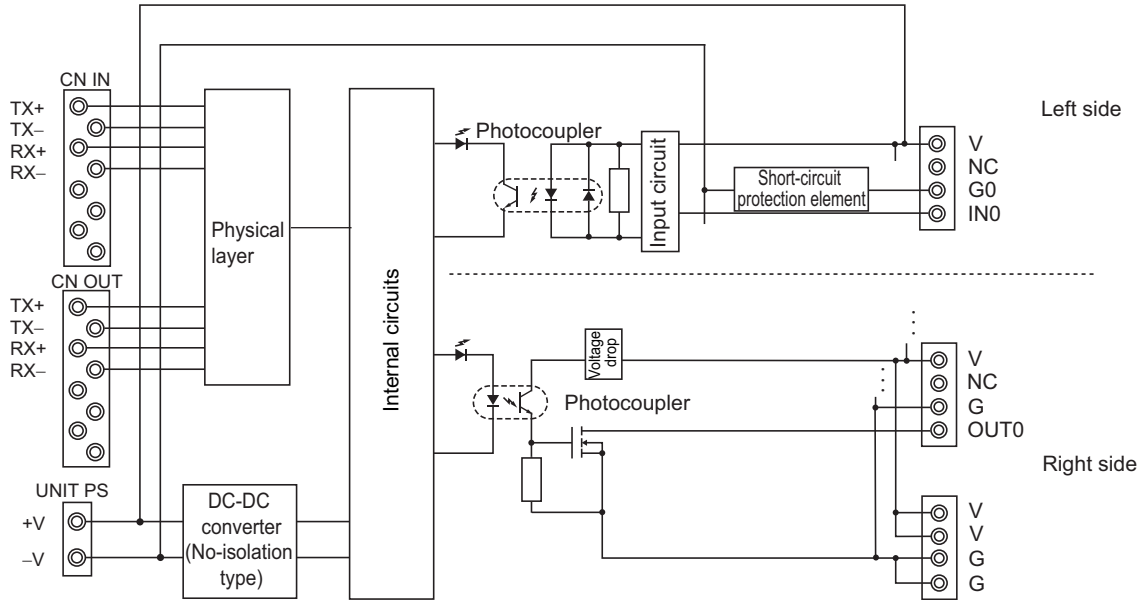 CN IN
TX+
TX–
RX+
RX–
Physical
layer
CN OUT
TX+
TX–
RX+
RX–
UNIT PS
+V
–V
DC-DC
converter
(No-isolation
type)
Internal circuits
Photocoupler
Input circuit
Short-circuit
protection element
Left side
V
NC
G0
IN0
Voltage
drop
Photocoupler
V
NC
G
OUT0
Right side
V
V
G
G